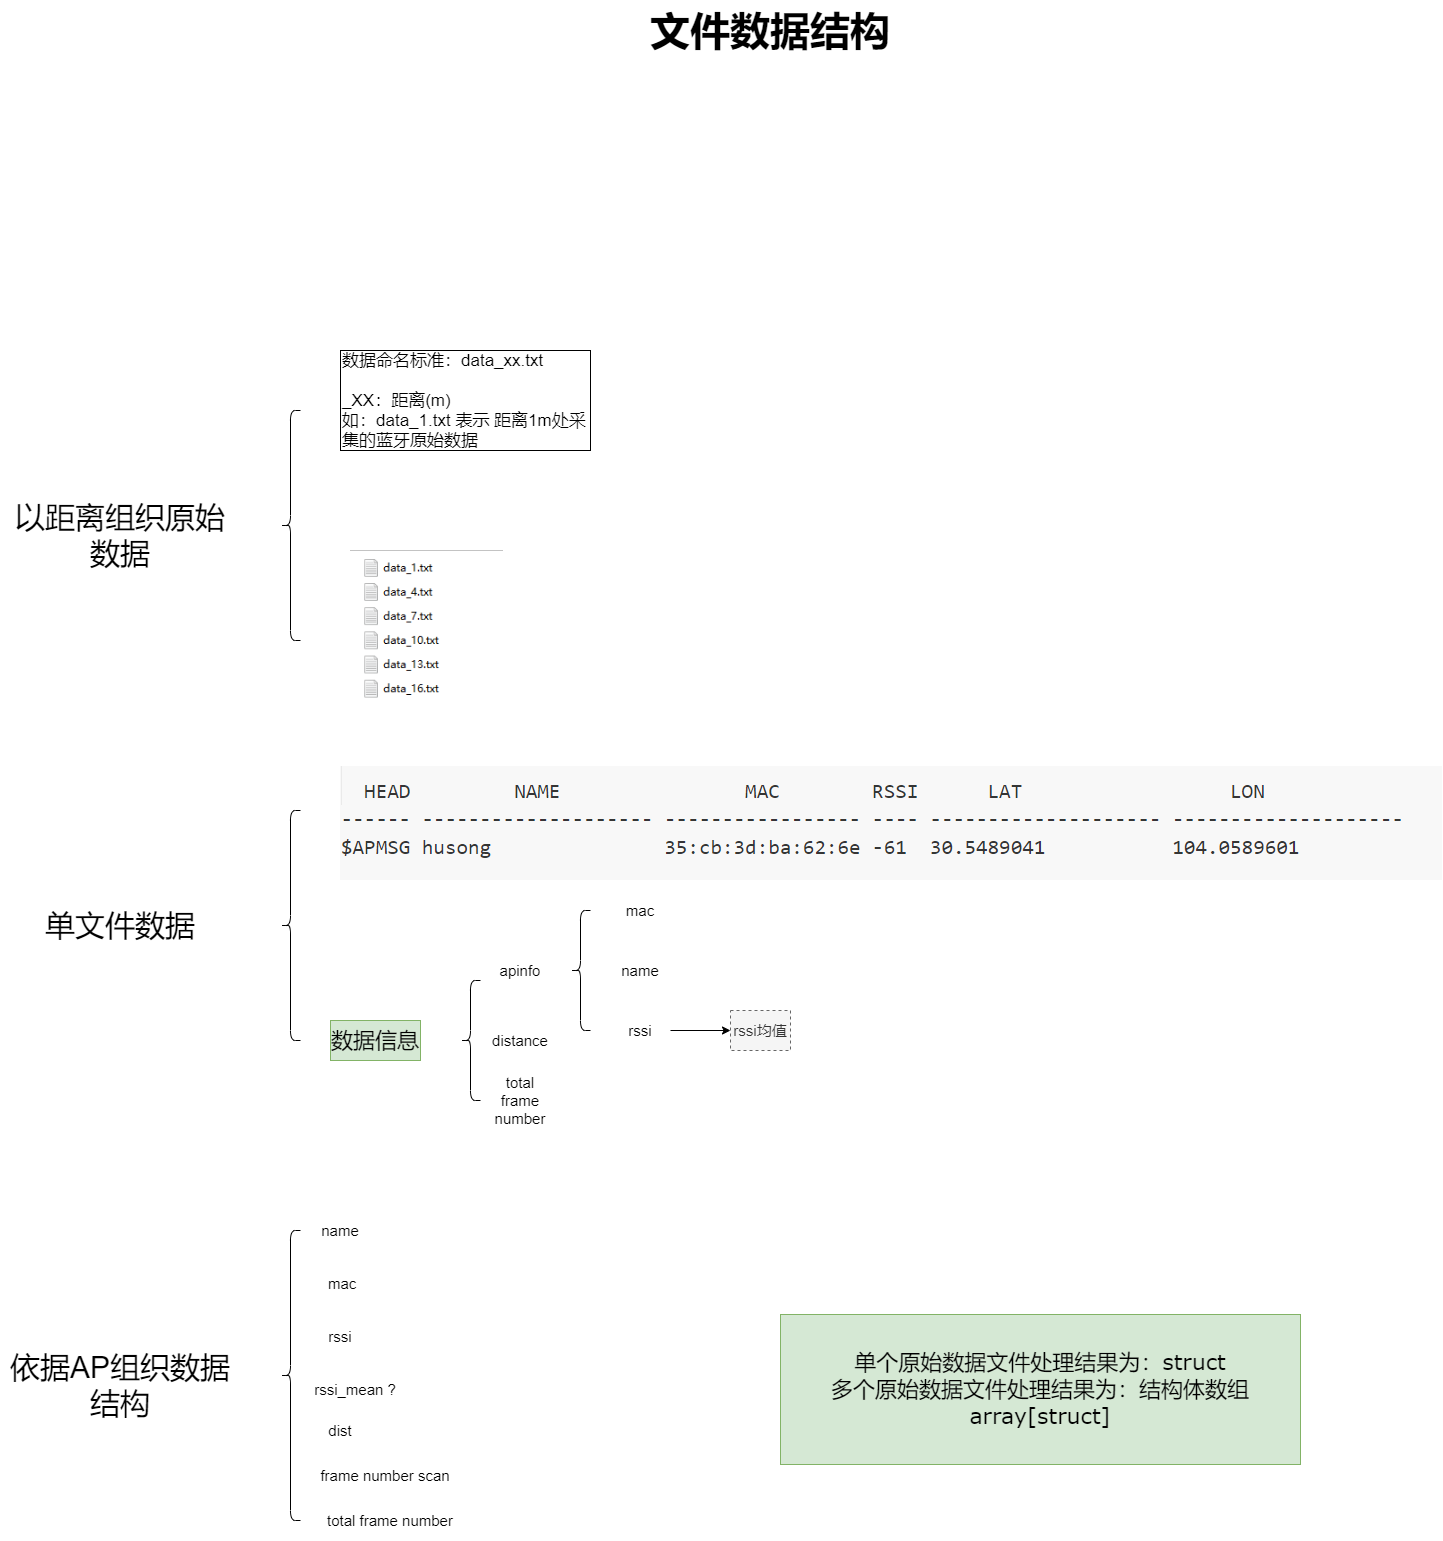 文件数据结构
数据命名标准：data_xx.txt
_XX：距离(m)
如：data_1.txt 表示 距离1m处采
集的蓝牙原始数据
以距离组织原始
数据
data_1.txt
data_4.txt
data_7.txt
data_10.txt
data_13.txt
data_16.txt
HEAD NAME MAC RSSI LAT LON
------ -------------------- ----------------- ---- -------------------- --------------------
$APMSG husong 35:cb:3d:ba:62:6e -61 30.5489041 104.0589601
单文件数据
数据信息
apinfo
distance
total
frame
number
mac
name
rssi
rssi均值
依据AP组织数据
结构
name
mac
rssi
rssi_mean ?
dist
frame number scan
total frame number
单个原始数据文件处理结果为：struct
多个原始数据文件处理结果为：结构体数组
array[struct]